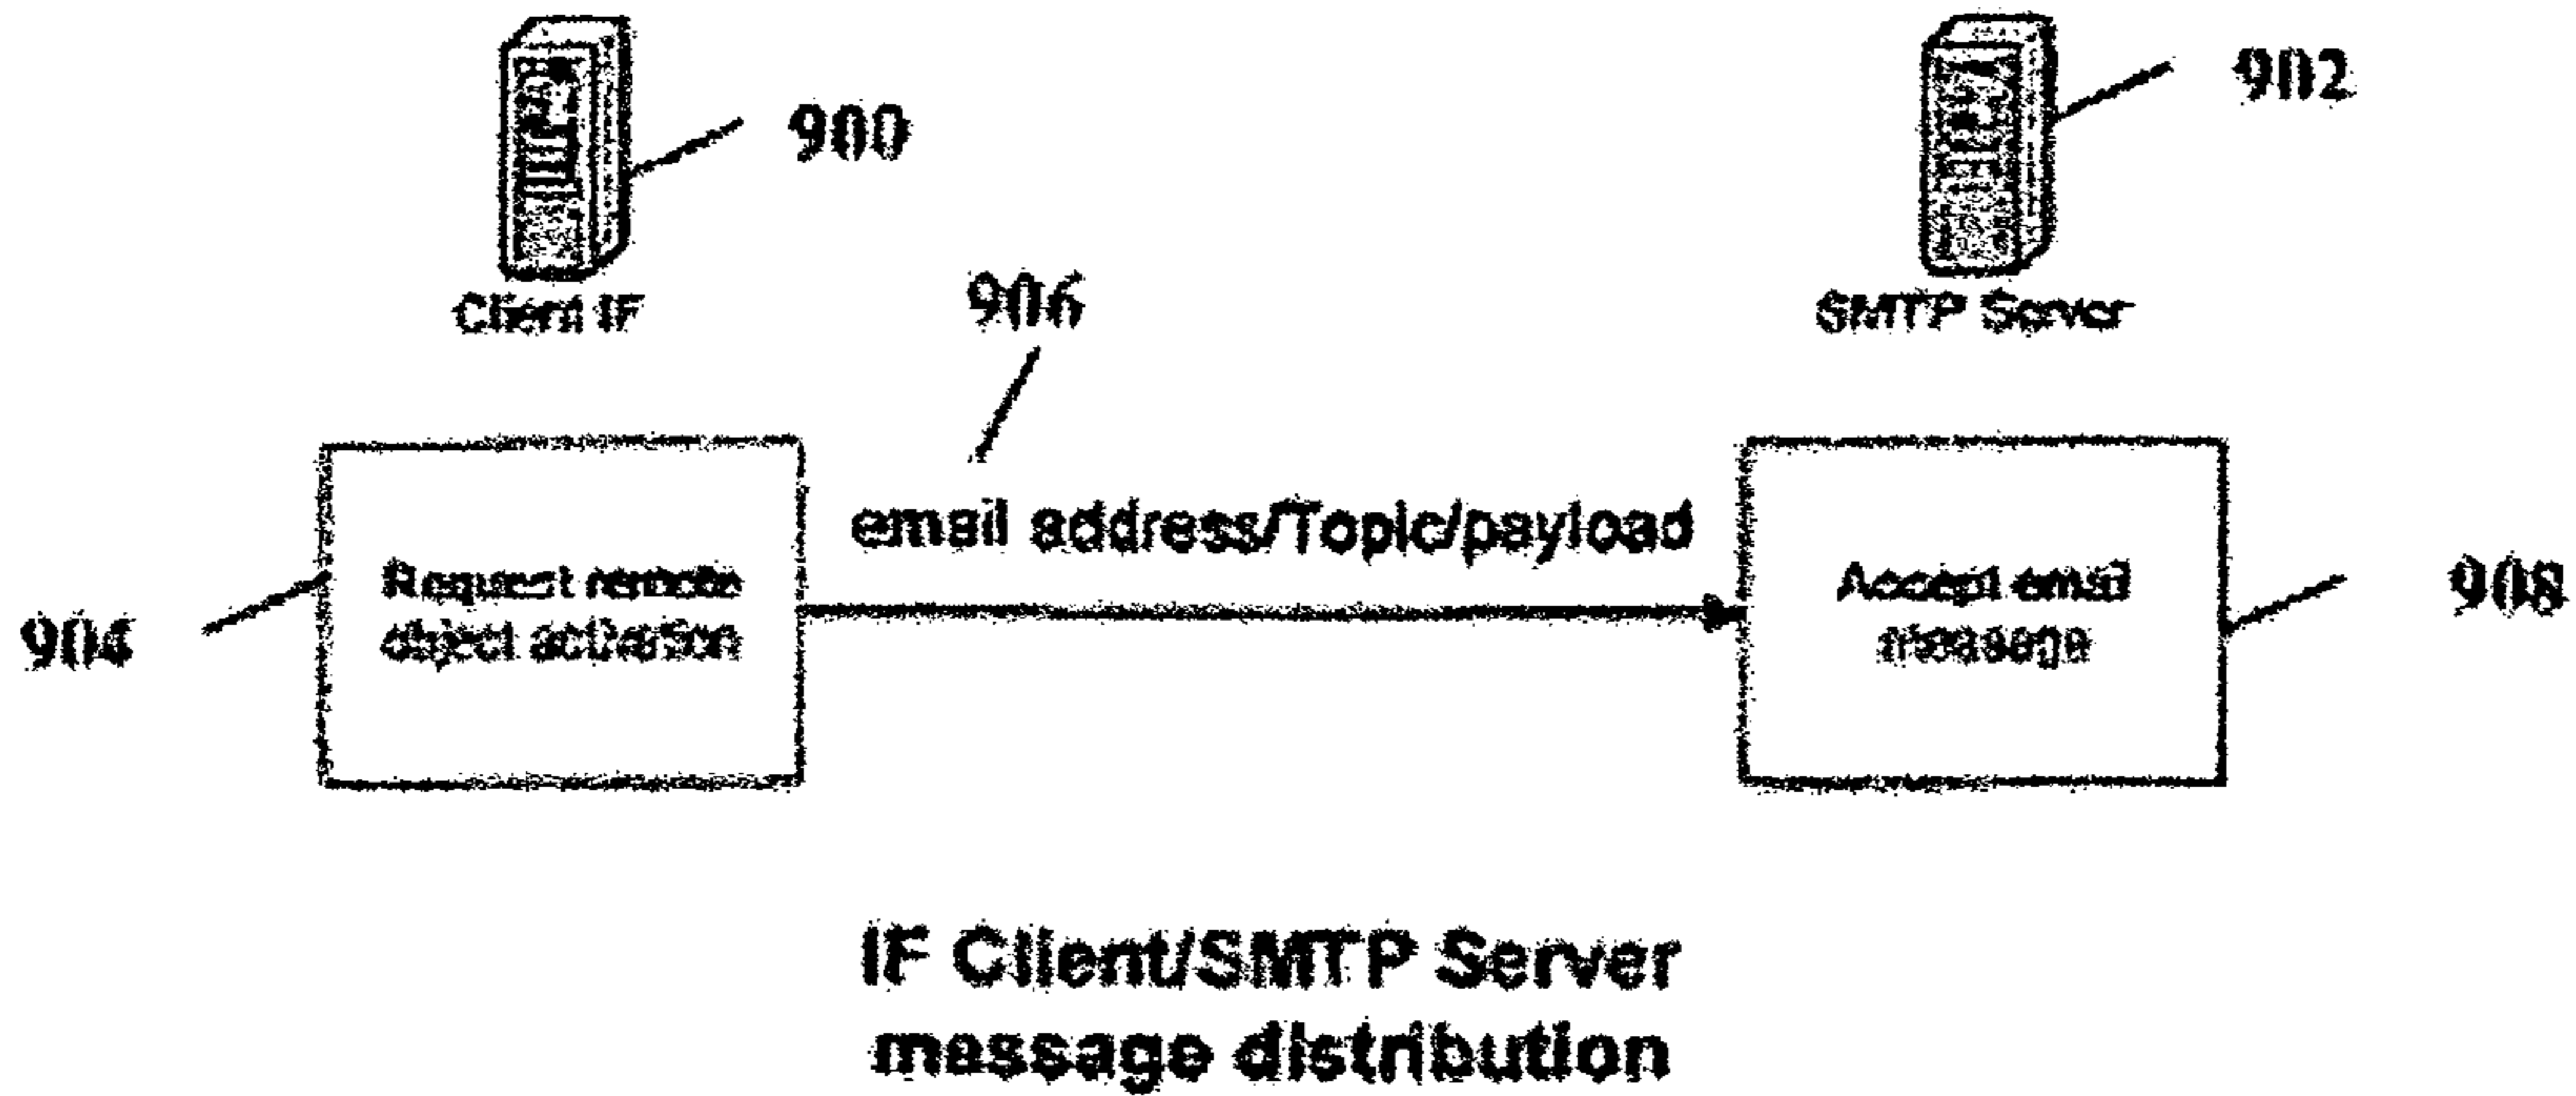 902
900
Client IF
SMTP Server
906
email address/Topic/payload
Request remote
object activation
Accept email
message
904
908
IF Client/SMTP Server
message distribution